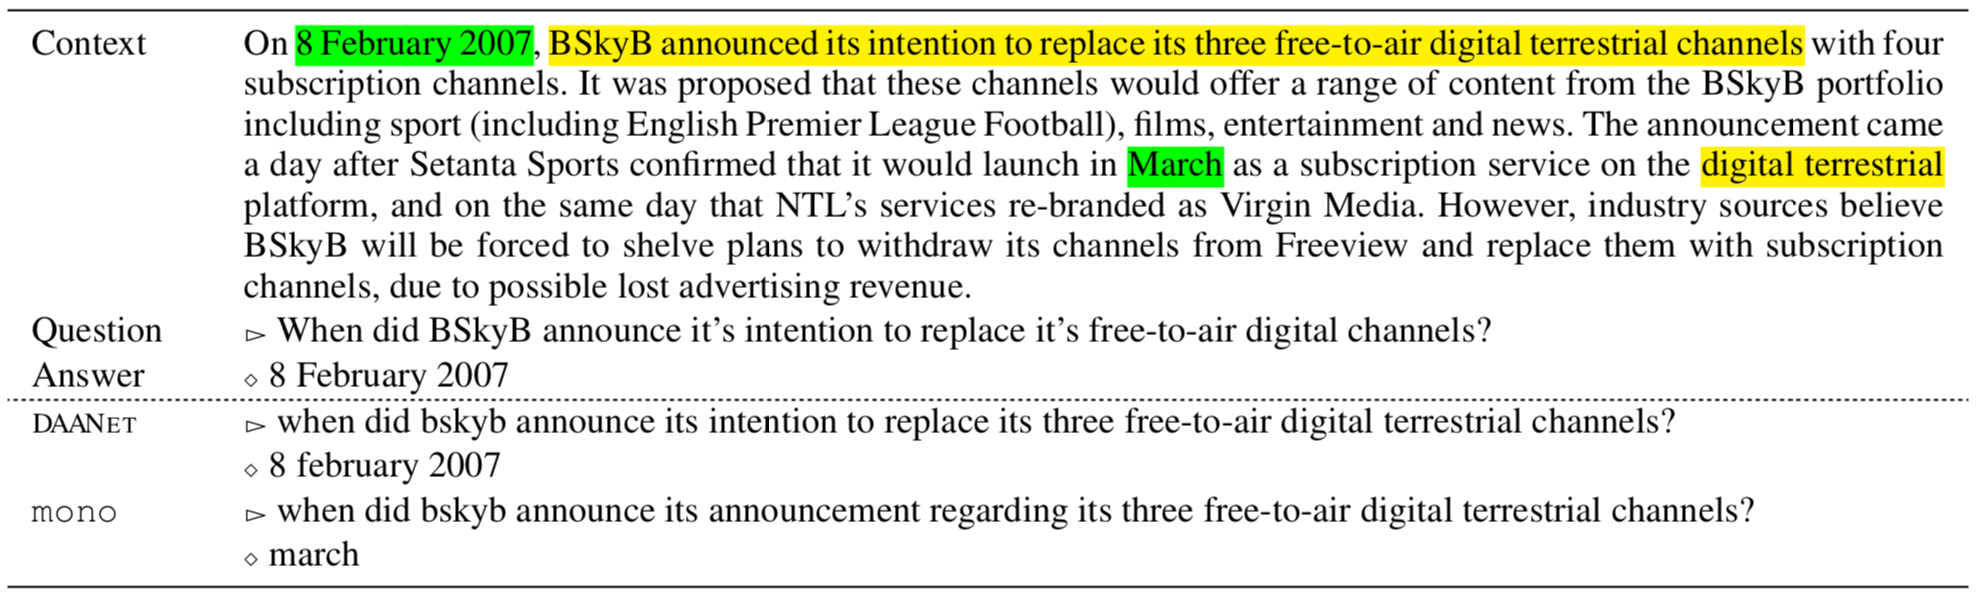 Context On 8 February 2007, BSkyB announced its intention to replace its three free-to-air digital terrestrial channels with four
subscription channels. It was proposed that these channels would offer a range of content from the BSkyB portfolio
including sport (including English Premier League Football), films, entertainment and news. The announcement came
a day after Setanta Sports confirmed that it would launch in March as a subscription service on the digital terrestrial
platform, and on the same day that NTL's services re-branded as Virgin Media. However, industry sources believe
BSkyB will be forced to shelve plans to withdraw its channels from Freeview and replace them with subscription
channels, due to possible lost advertising revenue.
Question ▻ When did BSkyB announce it's intention to replace it's free-to-air digital channels?
Answer ⋄ 8 February 2007
DAANET ▻ when did bskyb announce its intention to replace its three free-to-air digital terrestrial channels?
⋄ 8 february 2007
mono ▻ when did bskyb announce its announcement regarding its three free-to-air digital terrestrial channels?
⋄ march